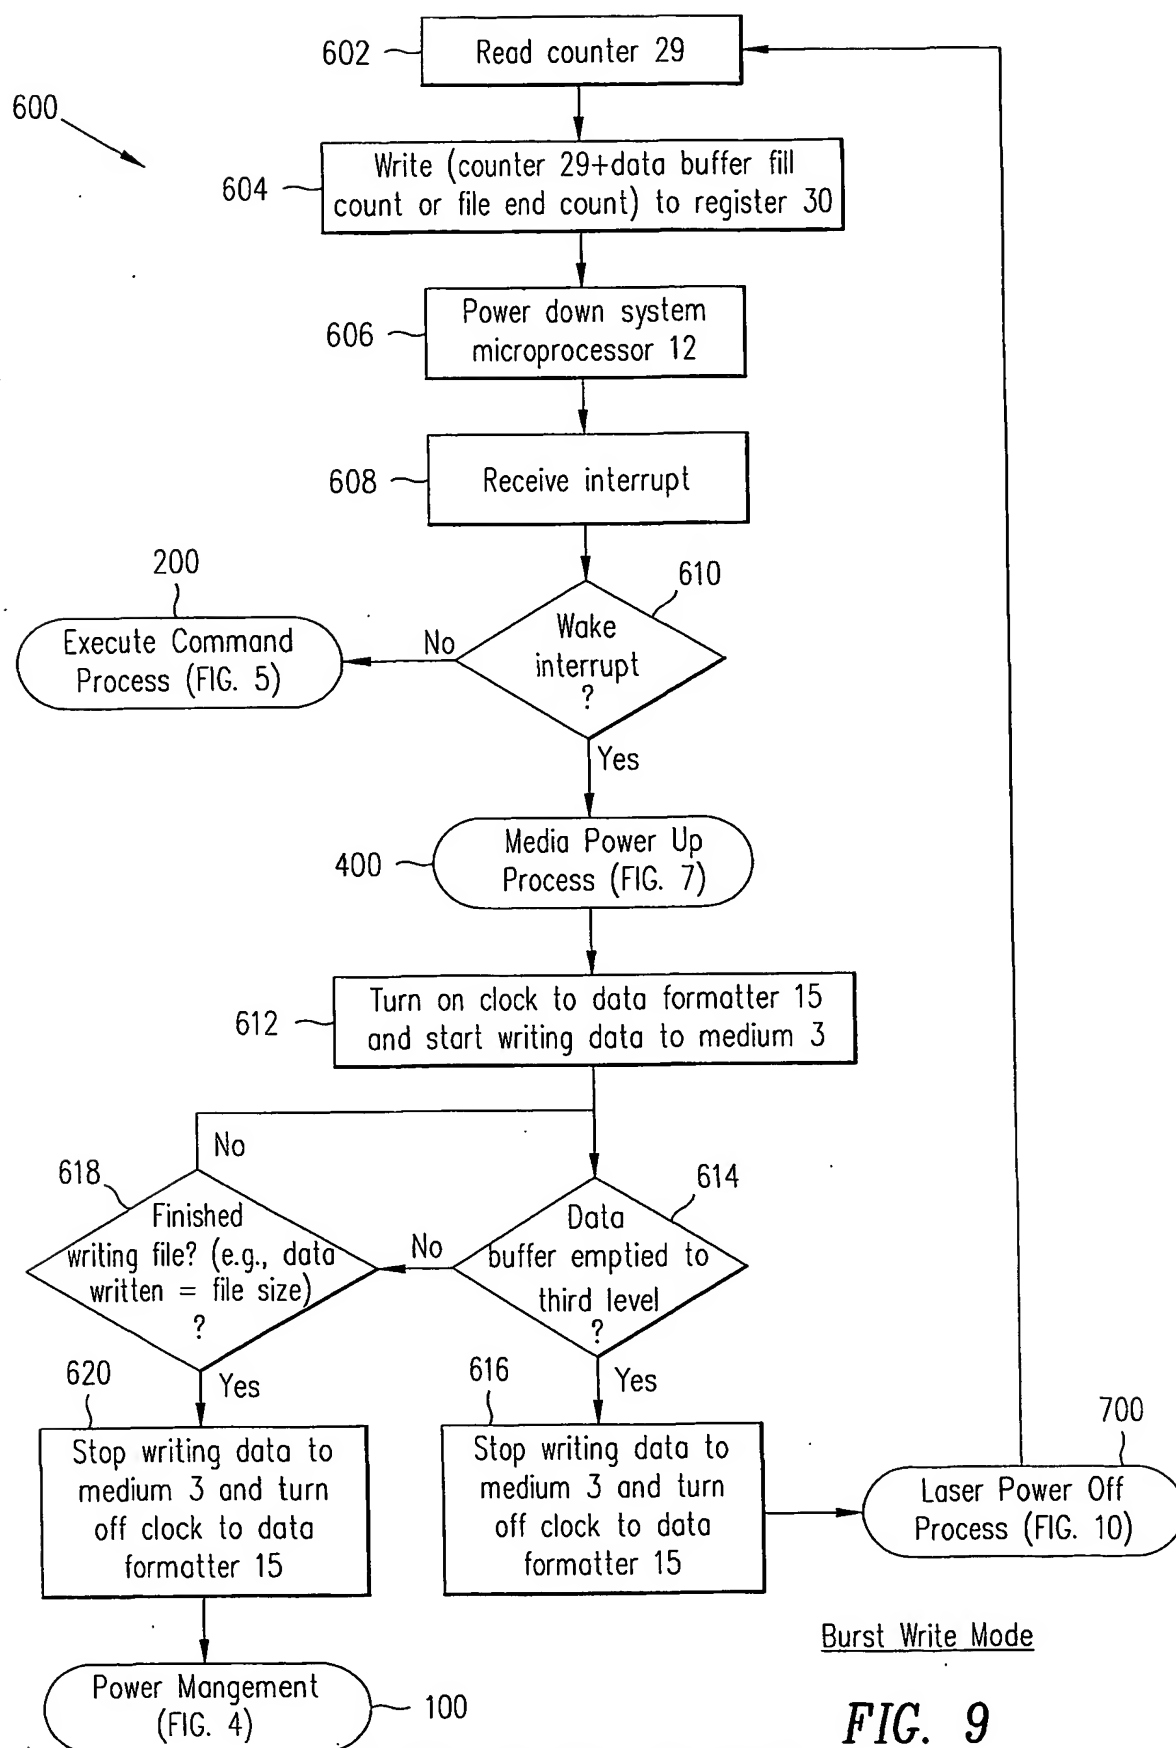 602
Read counter 29
600
604
Write (counter 29+data buffer fill
count or file end count) to register 30
606
Power down system
microprocessor 12
608
Receive interrupt
200
Execute Command
Process (FIG. 5)
No
610
Wake
interrupt
?
Yes
400
Media Power Up
Process (FIG. 7)
612
Turn on clock to data formatter 15
and start writing data to medium 3
No
618
Finished
writing file? (e.g., data
written = file size)
?
No
614
Data
buffer emptied to
third level
?
620
Yes
616
Yes
Stop writing data to
medium 3 and turn
off clock to data
formatter 15
Stop writing data to
medium 3 and turn
off clock to data
formatter 15
700
Laser Power Off
Process (FIG. 10)
Power Mangement
(FIG. 4)
100
Burst Write Mode
FIG. 9